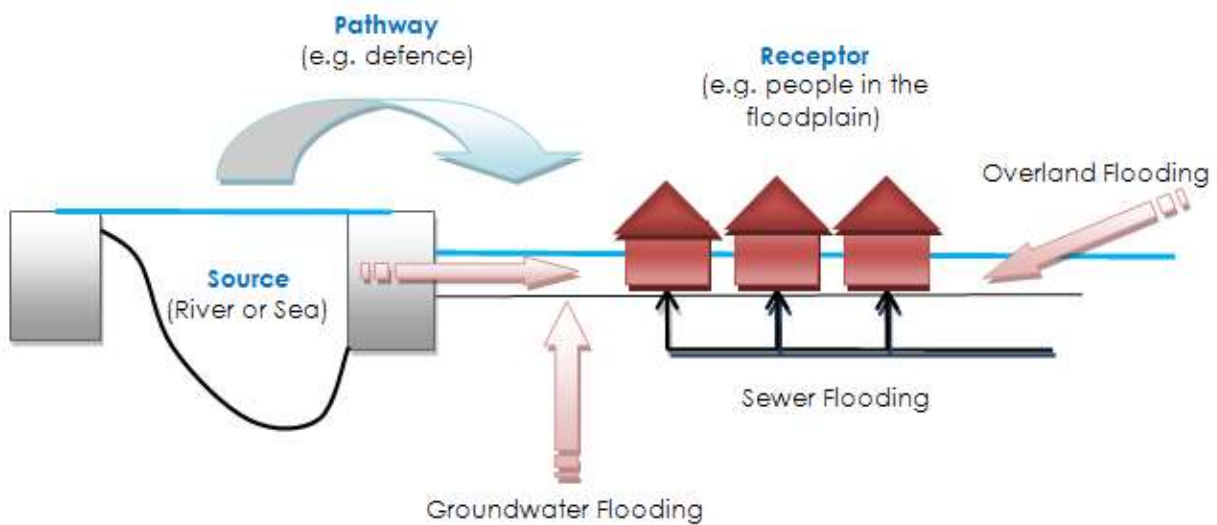 Pathway
(e.g. defence)
Receptor
(e.g. people in the
floodplain)
Overland Flooding
Source
(River or Sea)
Sewer Flooding
Groundwater Flooding